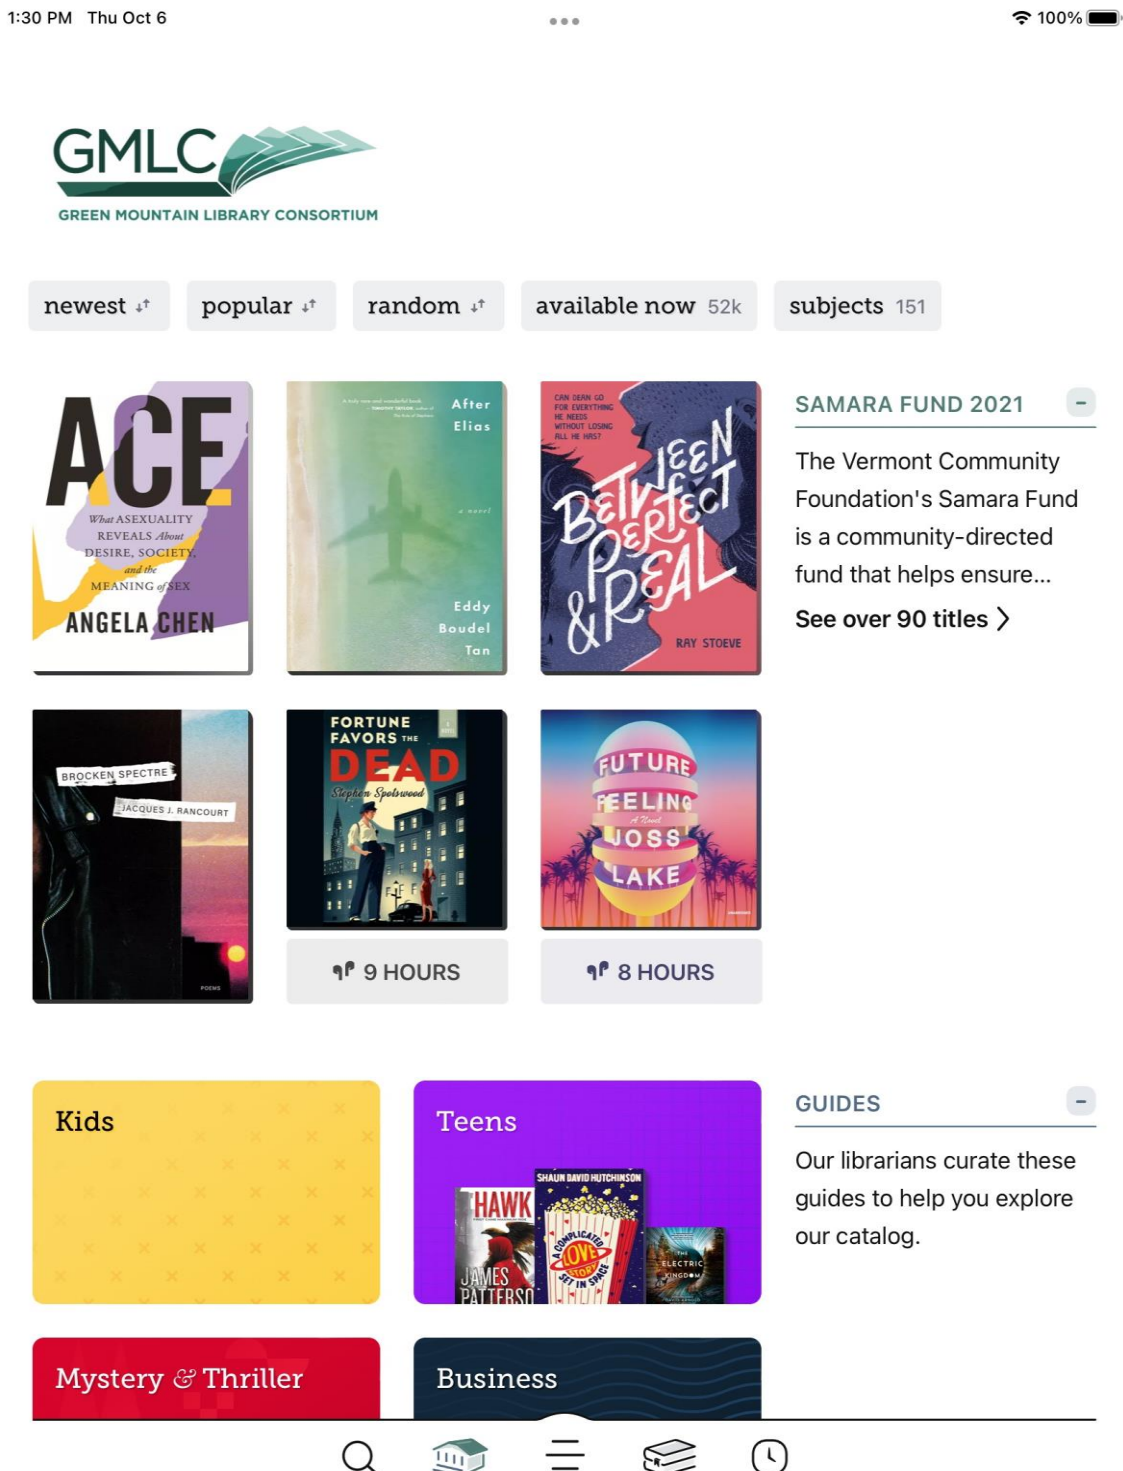 1:30 PM Thu Oct 6
100%
GMLC
GREEN MOUNTAIN LIBRARY CONSORTIUM
newest
popular
random
available now 52k
subjects 151
ACE
What ASEXUALITY
REVEALS About
DESIRE, SOCIETY,
and the
MEANING of SEX
ANGELA CHEN
After
Elias
a novel
Eddy
Boudel
Tan
CAN DEAN GO
FOR EVERYTHING
HE NEEDS
WITHOUT LOSING
ALL HE HAS?
BETWEEN
PERFECT
& REAL
RAY STOEVE
SAMARA FUND 2021
The Vermont Community
Foundation's Samara Fund
is a community-directed
fund that helps ensure...
See over 90 titles
BROCKEN SPECTRE
JACQUES J. RANCOURT
POEMS
FORTUNE
FAVORS THE
DEAD
Stephen Spotswood
9 HOURS
FUTURE
FEELING
A Novel
JOSS
LAKE
8 HOURS
Kids
Teens
HAWK
JAMES
PATTERSO
SHAUN DAVID HUTCHINSON
A COMPLICATED
LOVE
STORY
SET IN SPACE
THE
ELECTRIC
KINGDOM
GUIDES
Our librarians curate these
guides to help you explore
our catalog.
Mystery & Thriller
Business